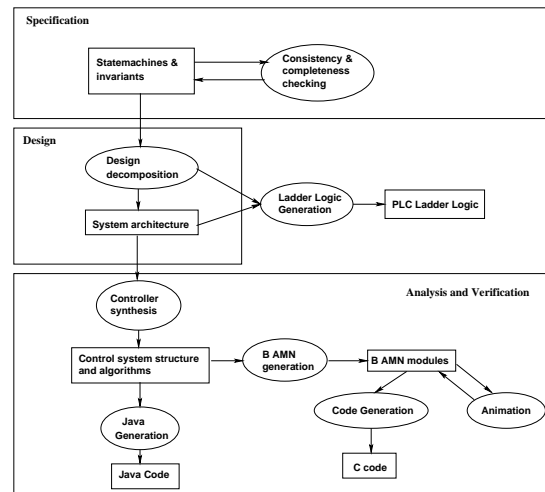 Specification
Statemachines &
invariants
Consistency &
completeness
checking
Design
Design
decomposition
System architecture
Ladder Logic
Generation
PLC Ladder Logic
Analysis and Verification
Controller
synthesis
Control system structure
and algorithms
B AMN
generation
B AMN modules
Java
Generation
Code Generation
Animation
Java Code
C code